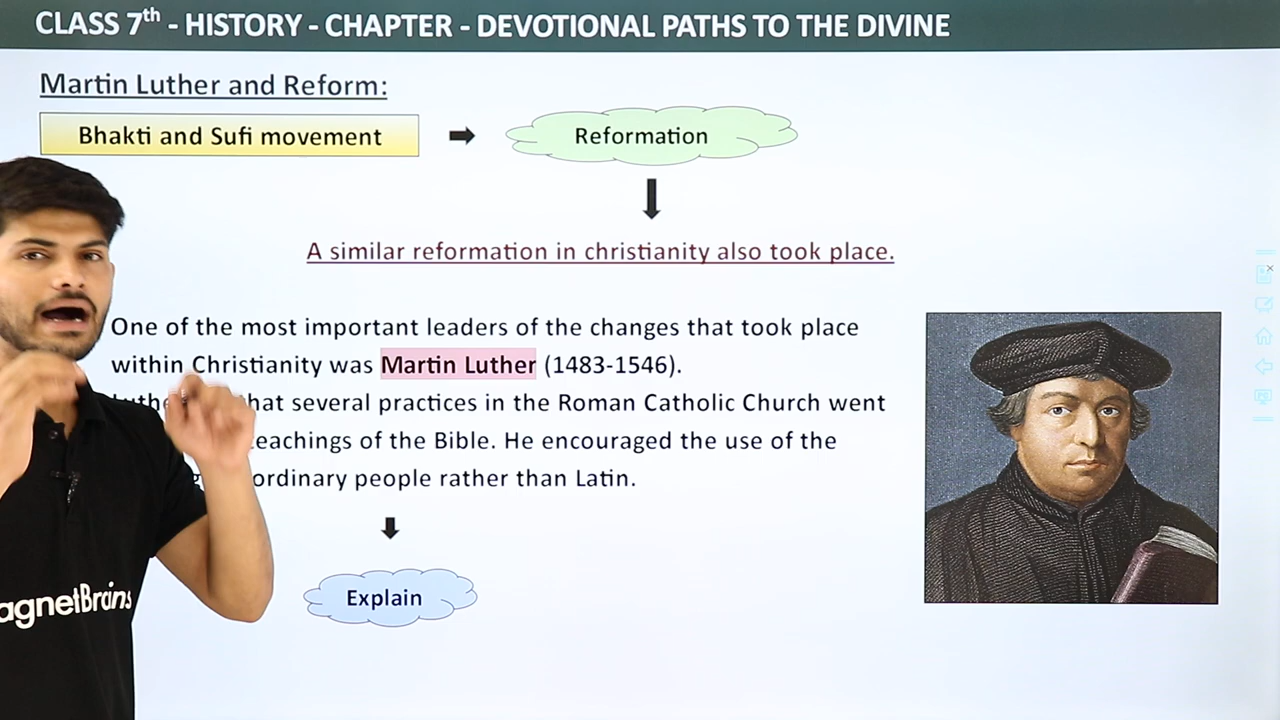 CLASS 7th - HISTORY - CHAPTER - DEVOTIONAL PATHS TO THE DIVINE
Martin Luther and Reform:
Bhakti and Sufi movement
Reformation
A similar reformation in christianity also took place.
One of the most important leaders of the changes that took place
within Christianity was Martin Luther (1483-1546).
that several practices in the Roman Catholic Church went
teachings of the Bible. He encouraged the use of the
ordinary people rather than Latin.
Explain
agnetBrains